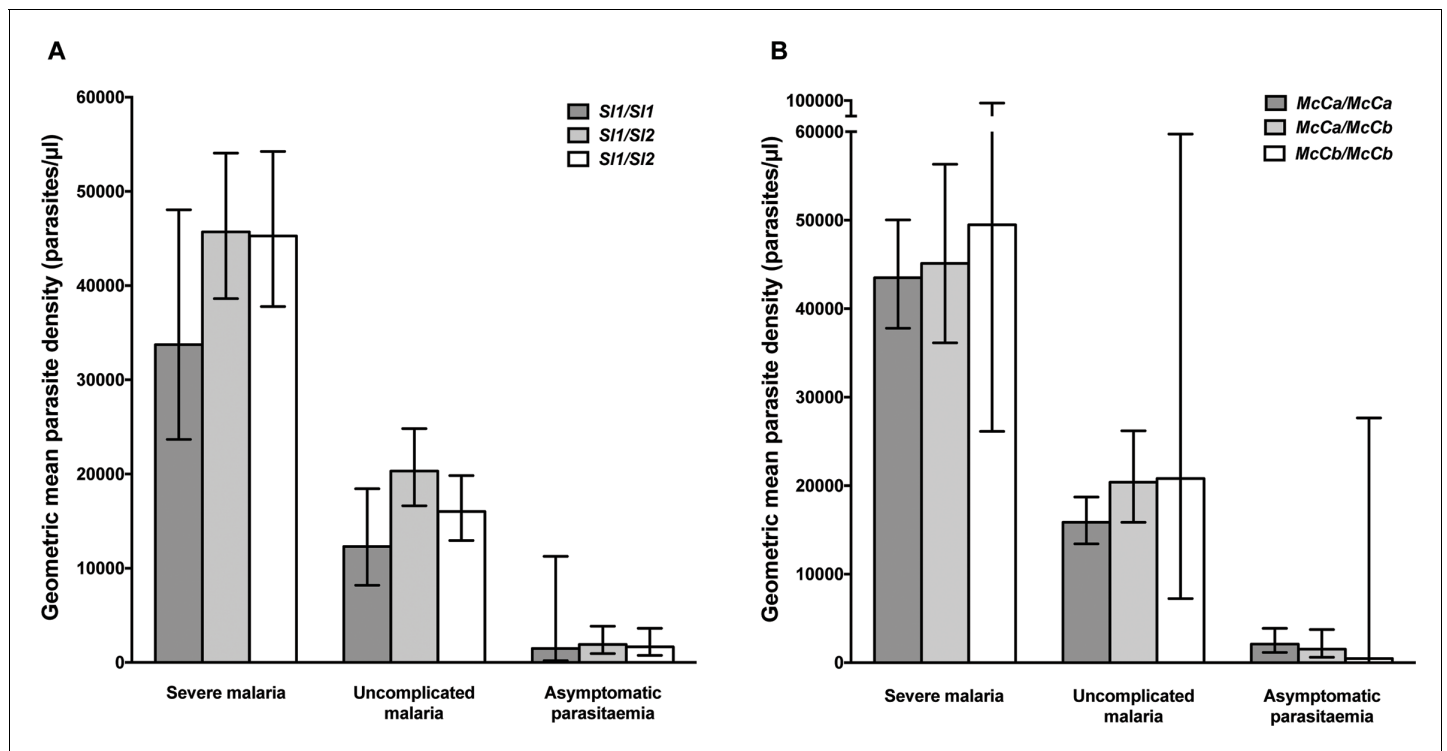 A
Geometric mean parasite density (parasites/µl)
60000
50000
40000
30000
20000
10000
0
Sl1/Sl1
Sl1/Sl2
Sl1/Sl2
Severe malaria
Uncomplicated
malaria
Asymptomatic
parasitaemia
B
Geometric mean parasite density (parasites/µl)
100000
60000
50000
40000
30000
20000
10000
0
McCa/McCa
McCa/McCb
McCb/McCb
Severe malaria
Uncomplicated
malaria
Asymptomatic
parasitaemia